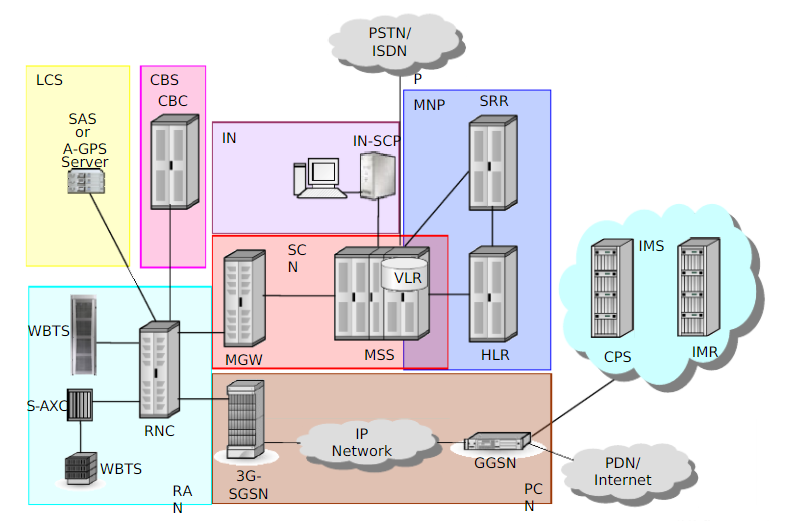 PSTN/
ISDN
LCS
CBS
CBC
P
MNP
SRR
SAS
or
A-GPS
Server
IN
IN-SCP
SC
N
VLR
IMS
WBTS
MGW
MSS
HLR
CPS
IMR
S-AXC
RNC
WBTS
IP
Network
GGSN
3G-
SGSN
PDN/
Internet
RA
N
PC
N